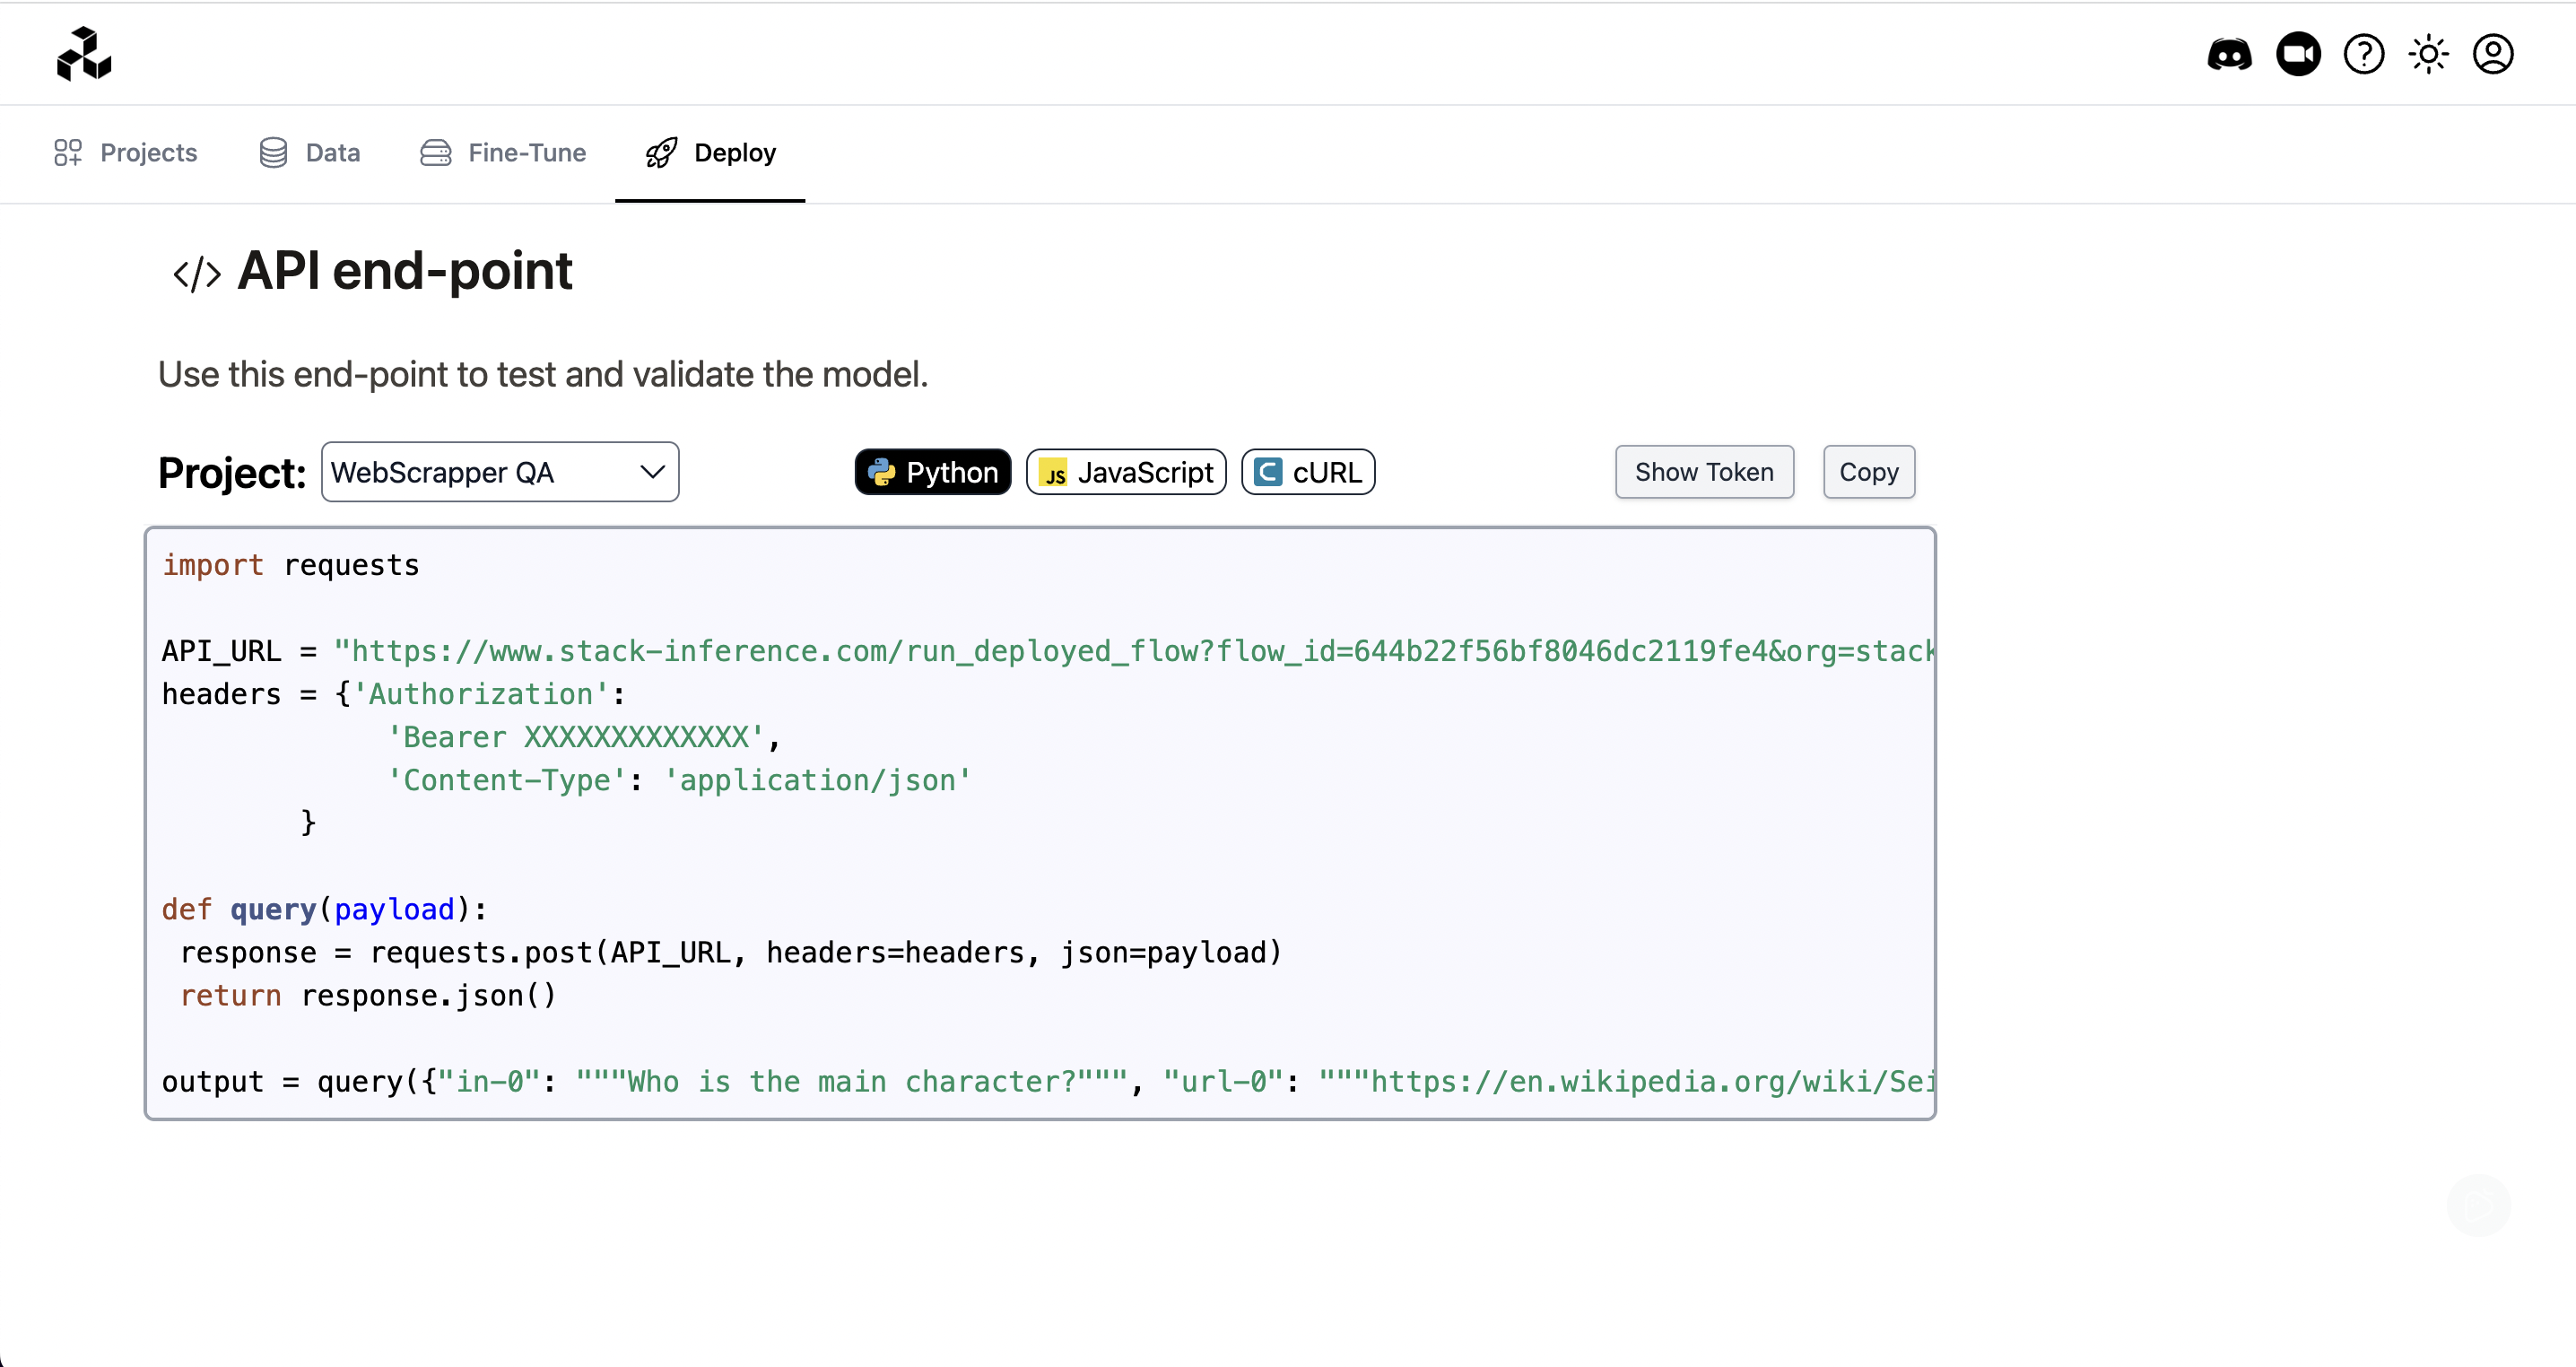 Projects Data Fine-Tune Deploy
</> API end-point
Use this end-point to test and validate the model.
Project: WebScrapper QA Python JS JavaScript C cURL Show Token Copy
import requests
API_URL = "https://www.stack-inference.com/run_deployed_flow?flow_id=644b22f56bf8046dc2119fe4&org=stack
headers = {'Authorization':
'Bearer XXXXXXXXXXXXX',
'Content-Type': 'application/json'
}
def query(payload):
response = requests.post(API_URL, headers=headers, json=payload)
return response.json()
output = query({"in-0": """Who is the main character?""", "url-0": """https://en.wikipedia.org/wiki/Sei